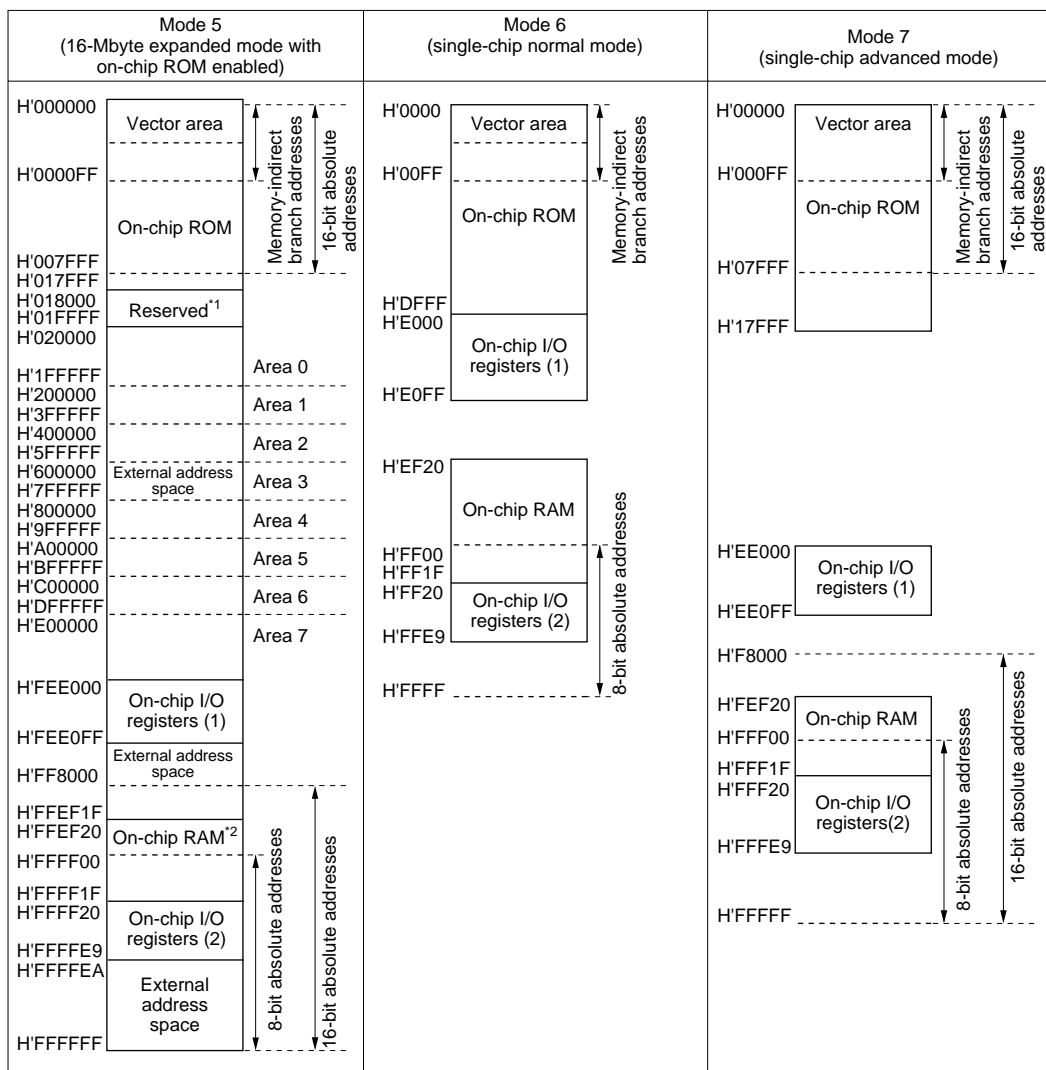 Mode 5
(16-Mbyte expanded mode with
on-chip ROM enabled)
H'000000
Vector area
H'0000FF
On-chip ROM
H'007FFF
H'017FFF
H'018000
Reserved*1
H'01FFFF
H'020000
Area 0
H'1FFFFF
H'200000
Area 1
H'3FFFFF
H'400000
Area 2
H'5FFFFF
H'600000
External address
space
Area 3
H'7FFFFF
H'800000
Area 4
H'9FFFFF
H'A00000
Area 5
H'BFFFFF
H'C00000
Area 6
H'DFFFFF
H'E00000
Area 7
H'FEE000
On-chip I/O
registers (1)
H'FEE0FF
External address
space
H'FF8000
H'FFEF1F
H'FFEF20
On-chip RAM*2
H'FFFF00
H'FFFF1F
H'FFFF20
On-chip I/O
registers (2)
H'FFFFE9
H'FFFFEA
External
address
space
H'FFFFFF
Memory-indirect
branch addresses
16-bit absolute
addresses
8-bit absolute addresses
16-bit absolute addresses
Mode 6
(single-chip normal mode)
H'0000
Vector area
H'00FF
On-chip ROM
H'DFFF
H'E000
On-chip I/O
registers (1)
H'E0FF
H'EF20
On-chip RAM
H'FF00
H'FF1F
H'FF20
On-chip I/O
registers (2)
H'FFE9
H'FFFF
Memory-indirect
branch addresses
8-bit absolute addresses
Mode 7
(single-chip advanced mode)
H'00000
Vector area
H'000FF
On-chip ROM
H'07FFF
H'17FFF
H'EE000
On-chip I/O
registers (1)
H'EE0FF
H'F8000
H'FEF20
On-chip RAM
H'FFF00
H'FFF1F
H'FFF20
On-chip I/O
registers(2)
H'FFFE9
H'FFFFF
Memory-indirect
branch addresses
16-bit absolute
addresses
8-bit absolute addresses
16-bit absolute addresses